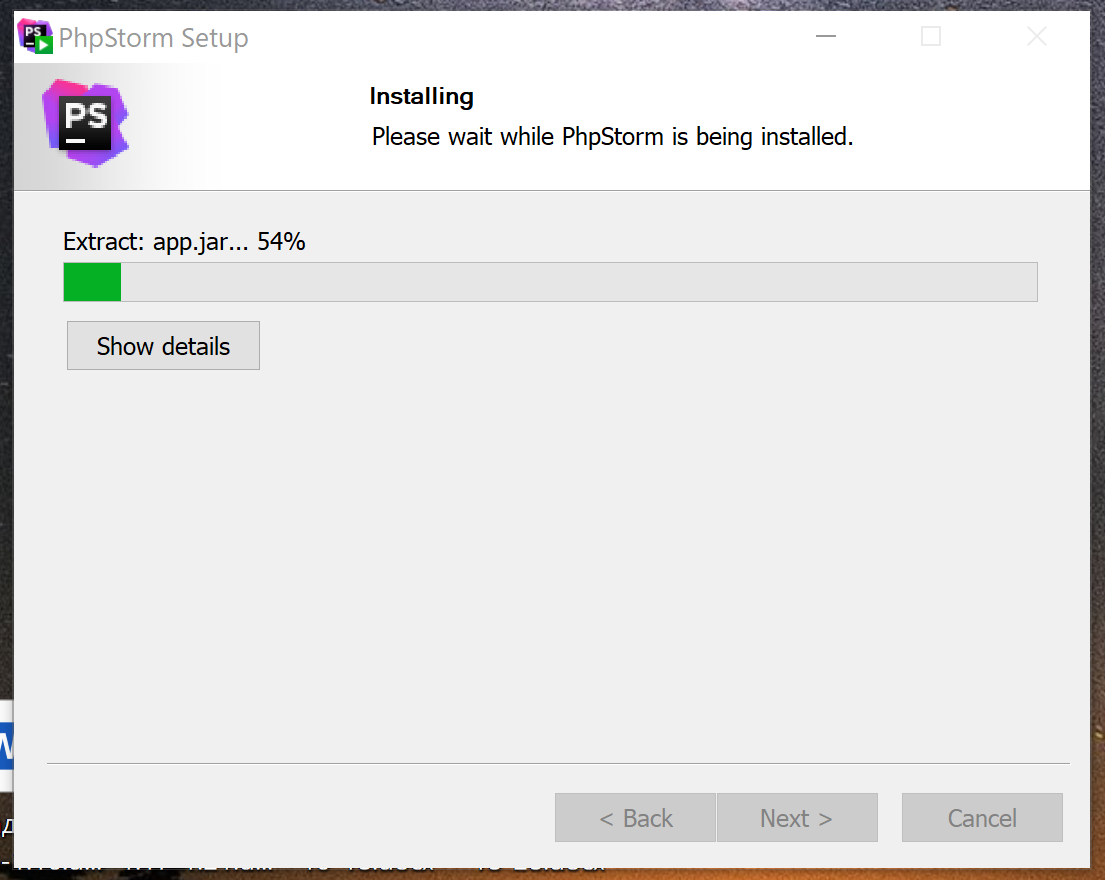 PhpStorm Setup
PS
Installing
Please wait while PhpStorm is being installed.
Extract: app.jar... 54%
Show details
< Back
Next >
Cancel